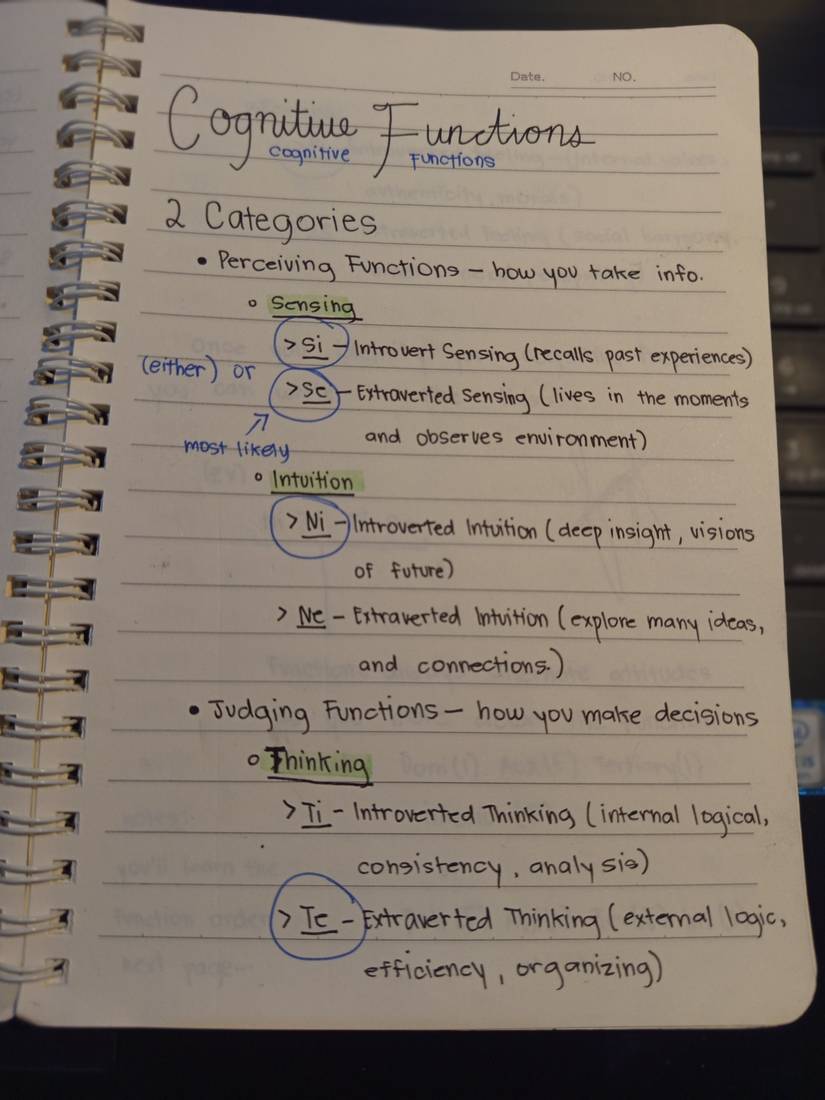 Date. NO.
Cognitive Functions
cognitive Functions
2 Categories
• Perceiving Functions – how you take info.
◦ Sensing
> Si – Introvert Sensing (recalls past experiences)
(either) or
> Se – Extraverted Sensing (lives in the moments
and observes environment)
most likely
◦ Intuition
> Ni – Introverted Intuition (deep insight, visions
of future)
> Ne – Extraverted Intuition (explore many ideas,
and connections.)
• Judging Functions – how you make decisions
◦ Thinking
> Ti – Introverted Thinking (internal logical,
consistency, analysis)
> Te – Extraverted Thinking (external logic,
efficiency, organizing)